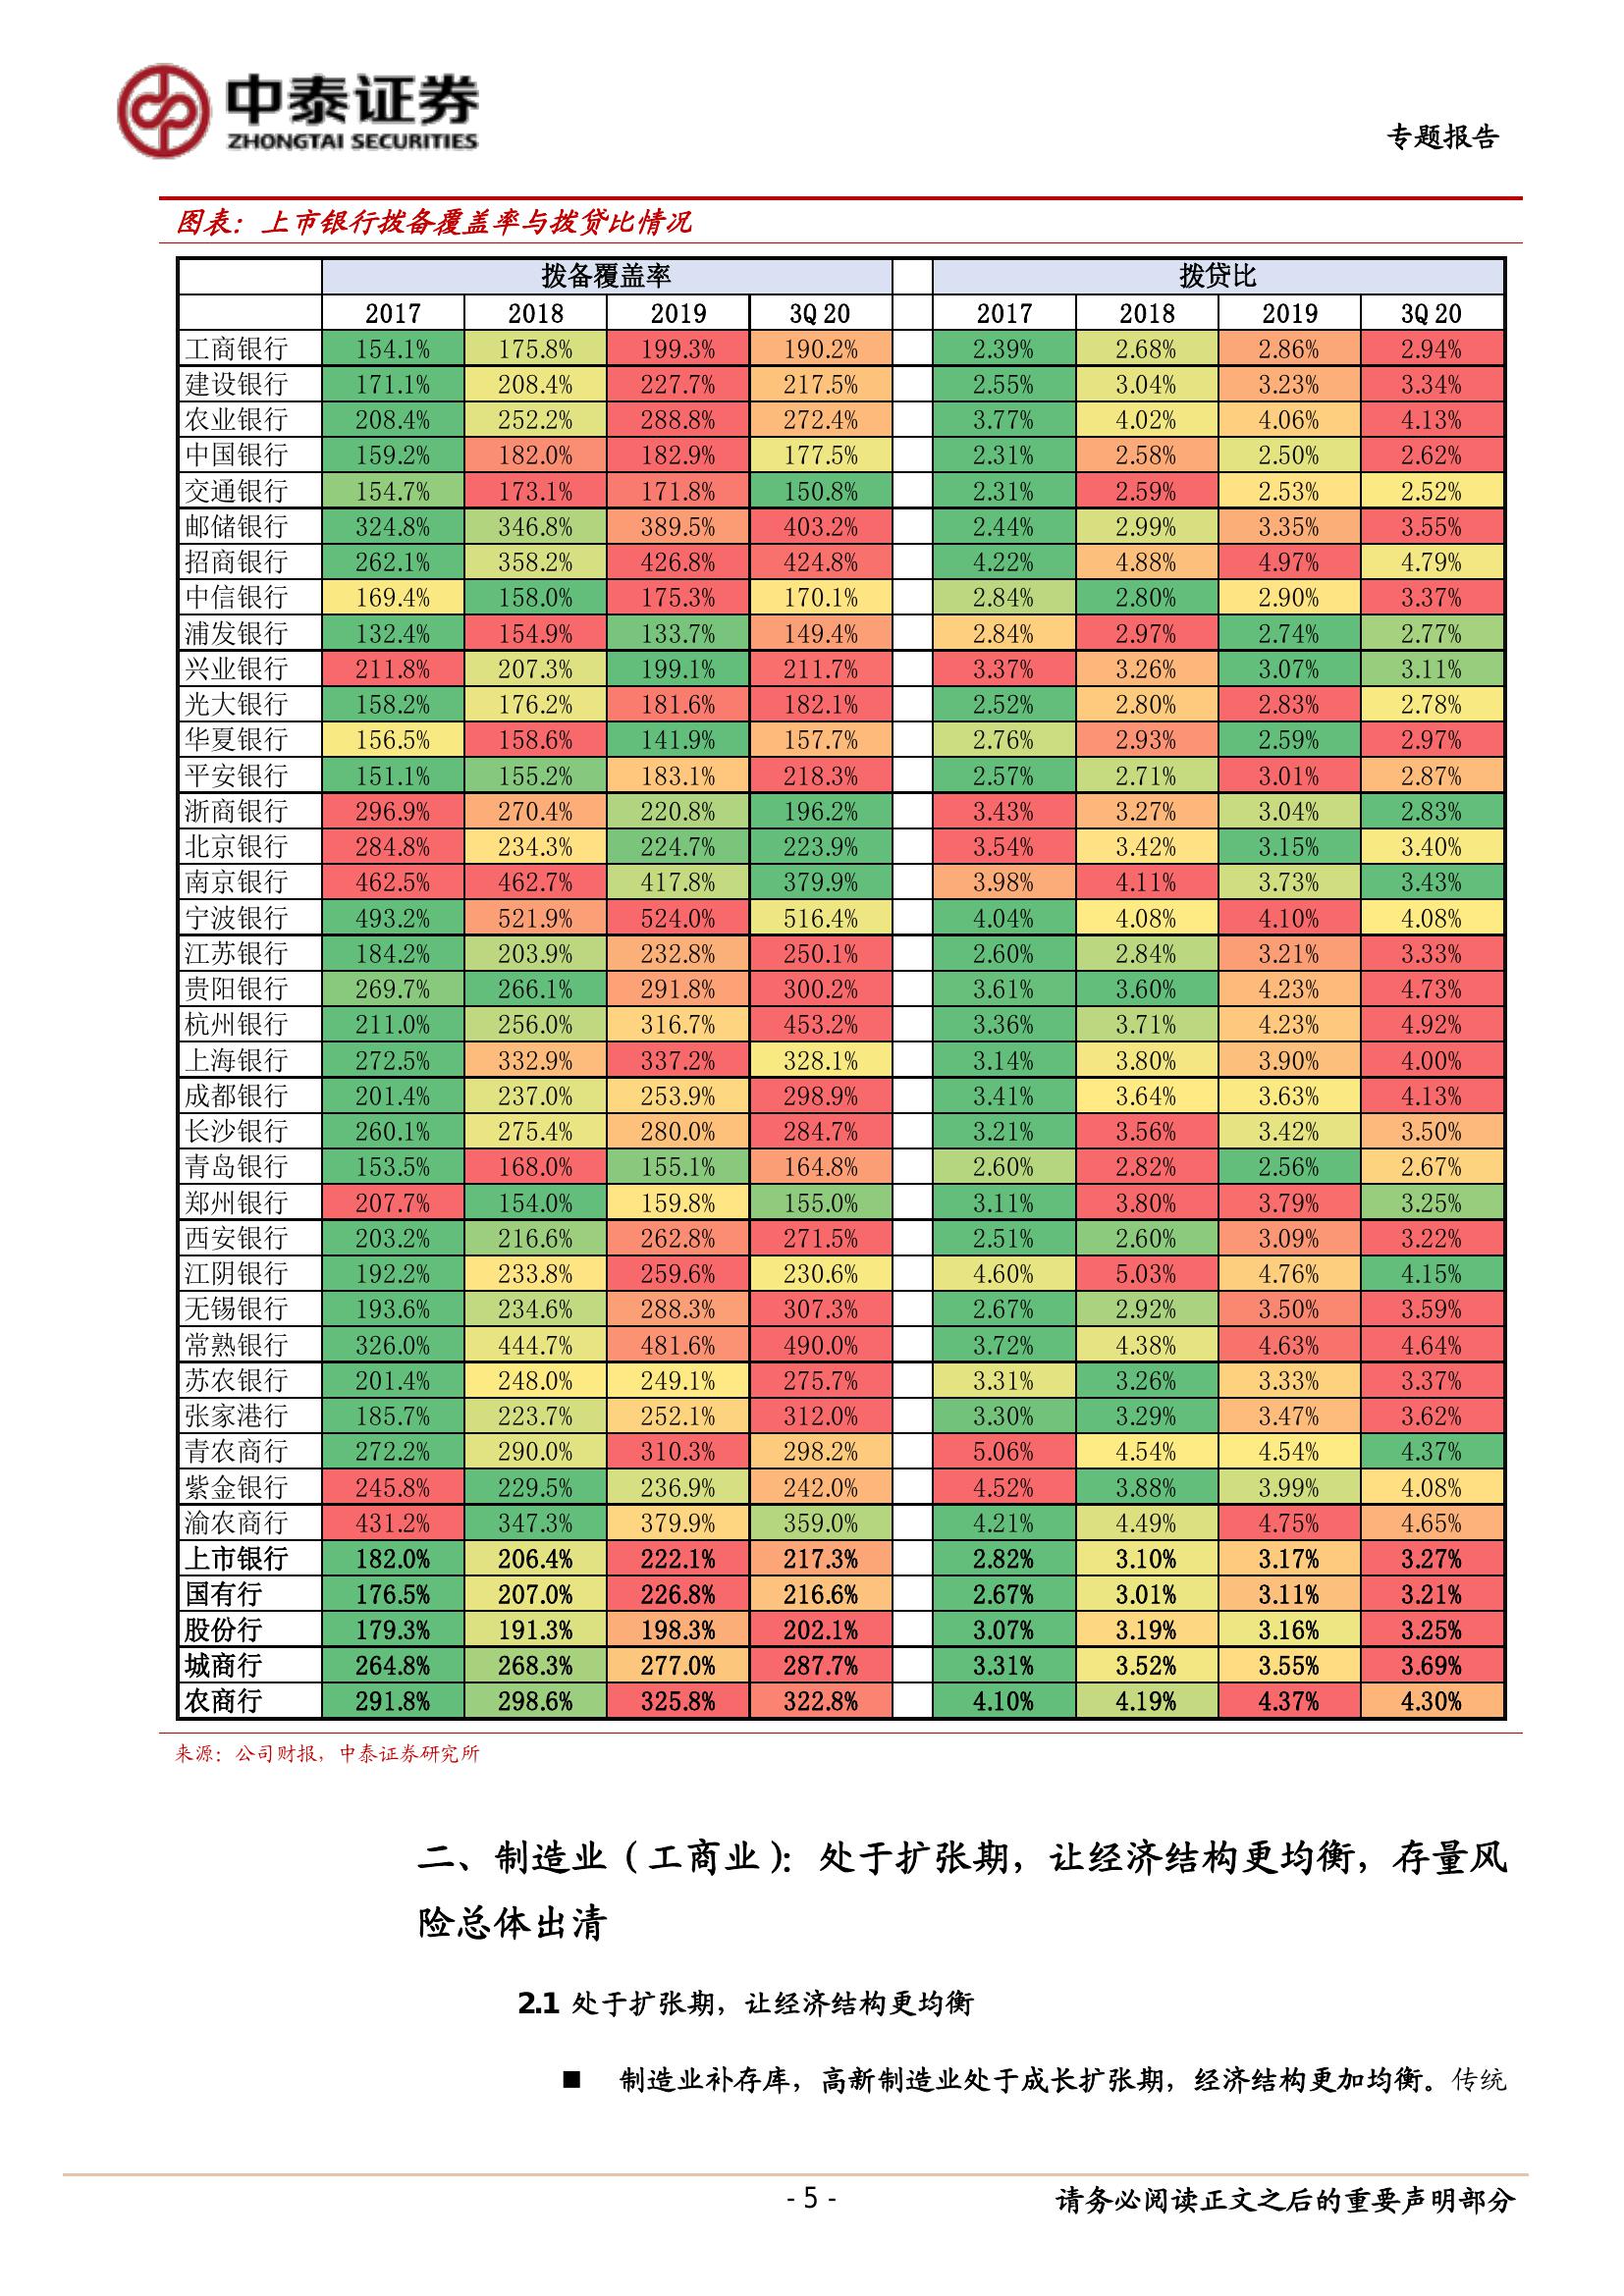 中泰证券
ZHONGTAI SECURITIES
专题报告
图表：上市银行拨备覆盖率与拨贷比情况
拨备覆盖率 拨贷比
2017 2018 2019 3Q20 2017 2018 2019 3Q20
工商银行 154.1% 175.8% 199.3% 190.2% 2.39% 2.68% 2.86% 2.94%
建设银行 171.1% 208.4% 227.7% 217.5% 2.55% 3.04% 3.23% 3.34%
农业银行 208.4% 252.2% 288.8% 272.4% 3.77% 4.02% 4.06% 4.13%
中国银行 159.2% 182.0% 182.9% 177.5% 2.31% 2.58% 2.50% 2.62%
交通银行 154.7% 173.1% 171.8% 150.8% 2.31% 2.59% 2.53% 2.52%
邮储银行 324.8% 346.8% 389.5% 403.2% 2.44% 2.99% 3.35% 3.55%
招商银行 262.1% 358.2% 426.8% 424.8% 4.22% 4.88% 4.97% 4.79%
中信银行 169.4% 158.0% 175.3% 170.1% 2.84% 2.80% 2.90% 3.37%
浦发银行 132.4% 154.9% 133.7% 149.4% 2.84% 2.97% 2.74% 2.77%
兴业银行 211.8% 207.3% 199.1% 211.7% 3.37% 3.26% 3.07% 3.11%
光大银行 158.2% 176.2% 181.6% 182.1% 2.52% 2.80% 2.83% 2.78%
华夏银行 156.5% 158.6% 141.9% 157.7% 2.76% 2.93% 2.59% 2.97%
平安银行 151.1% 155.2% 183.1% 218.3% 2.57% 2.71% 3.01% 2.87%
浙商银行 296.9% 270.4% 220.8% 196.2% 3.43% 3.27% 3.04% 2.83%
北京银行 284.8% 234.3% 224.7% 223.9% 3.54% 3.42% 3.15% 3.40%
南京银行 462.5% 462.7% 417.8% 379.9% 3.98% 4.11% 3.73% 3.43%
宁波银行 493.2% 521.9% 524.0% 516.4% 4.04% 4.08% 4.10% 4.08%
江苏银行 184.2% 203.9% 232.8% 250.1% 2.60% 2.84% 3.21% 3.33%
贵阳银行 269.7% 266.1% 291.8% 300.2% 3.61% 3.60% 4.23% 4.73%
杭州银行 211.0% 256.0% 316.7% 453.2% 3.36% 3.71% 4.23% 4.92%
上海银行 272.5% 332.9% 337.2% 328.1% 3.14% 3.80% 3.90% 4.00%
成都银行 201.4% 237.0% 253.9% 298.9% 3.41% 3.64% 3.63% 4.13%
长沙银行 260.1% 275.4% 280.0% 284.7% 3.21% 3.56% 3.42% 3.50%
青岛银行 153.5% 168.0% 155.1% 164.8% 2.60% 2.82% 2.56% 2.67%
郑州银行 207.7% 154.0% 159.8% 155.0% 3.11% 3.80% 3.79% 3.25%
西安银行 203.2% 216.6% 262.8% 271.5% 2.51% 2.60% 3.09% 3.22%
江阴银行 192.2% 233.8% 259.6% 230.6% 4.60% 5.03% 4.76% 4.15%
无锡银行 193.6% 234.6% 288.3% 307.3% 2.67% 2.92% 3.50% 3.59%
常熟银行 326.0% 444.7% 481.6% 490.0% 3.72% 4.38% 4.63% 4.64%
苏农银行 201.4% 248.0% 249.1% 275.7% 3.31% 3.26% 3.33% 3.37%
张家港行 185.7% 223.7% 252.1% 312.0% 3.30% 3.29% 3.47% 3.62%
青农商行 272.2% 290.0% 310.3% 298.2% 5.06% 4.54% 4.54% 4.37%
紫金银行 245.8% 229.5% 236.9% 242.0% 4.52% 3.88% 3.99% 4.08%
渝农商行 431.2% 347.3% 379.9% 359.0% 4.21% 4.49% 4.75% 4.65%
上市银行 182.0% 206.4% 222.1% 217.3% 2.82% 3.10% 3.17% 3.27%
国有行 176.5% 207.0% 226.8% 216.6% 2.67% 3.01% 3.11% 3.21%
股份行 179.3% 191.3% 198.3% 202.1% 3.07% 3.19% 3.16% 3.25%
城商行 264.8% 268.3% 277.0% 287.7% 3.31% 3.52% 3.55% 3.69%
农商行 291.8% 298.6% 325.8% 322.8% 4.10% 4.19% 4.37% 4.30%
来源：公司财报，中泰证券研究所
二、制造业（工商业）：处于扩张期，让经济结构更均衡，存量风
险总体出清
2.1 处于扩张期，让经济结构更均衡
■ 制造业补存库，高新制造业处于成长扩张期，经济结构更加均衡。传统
- 5 -
请务必阅读正文之后的重要声明部分